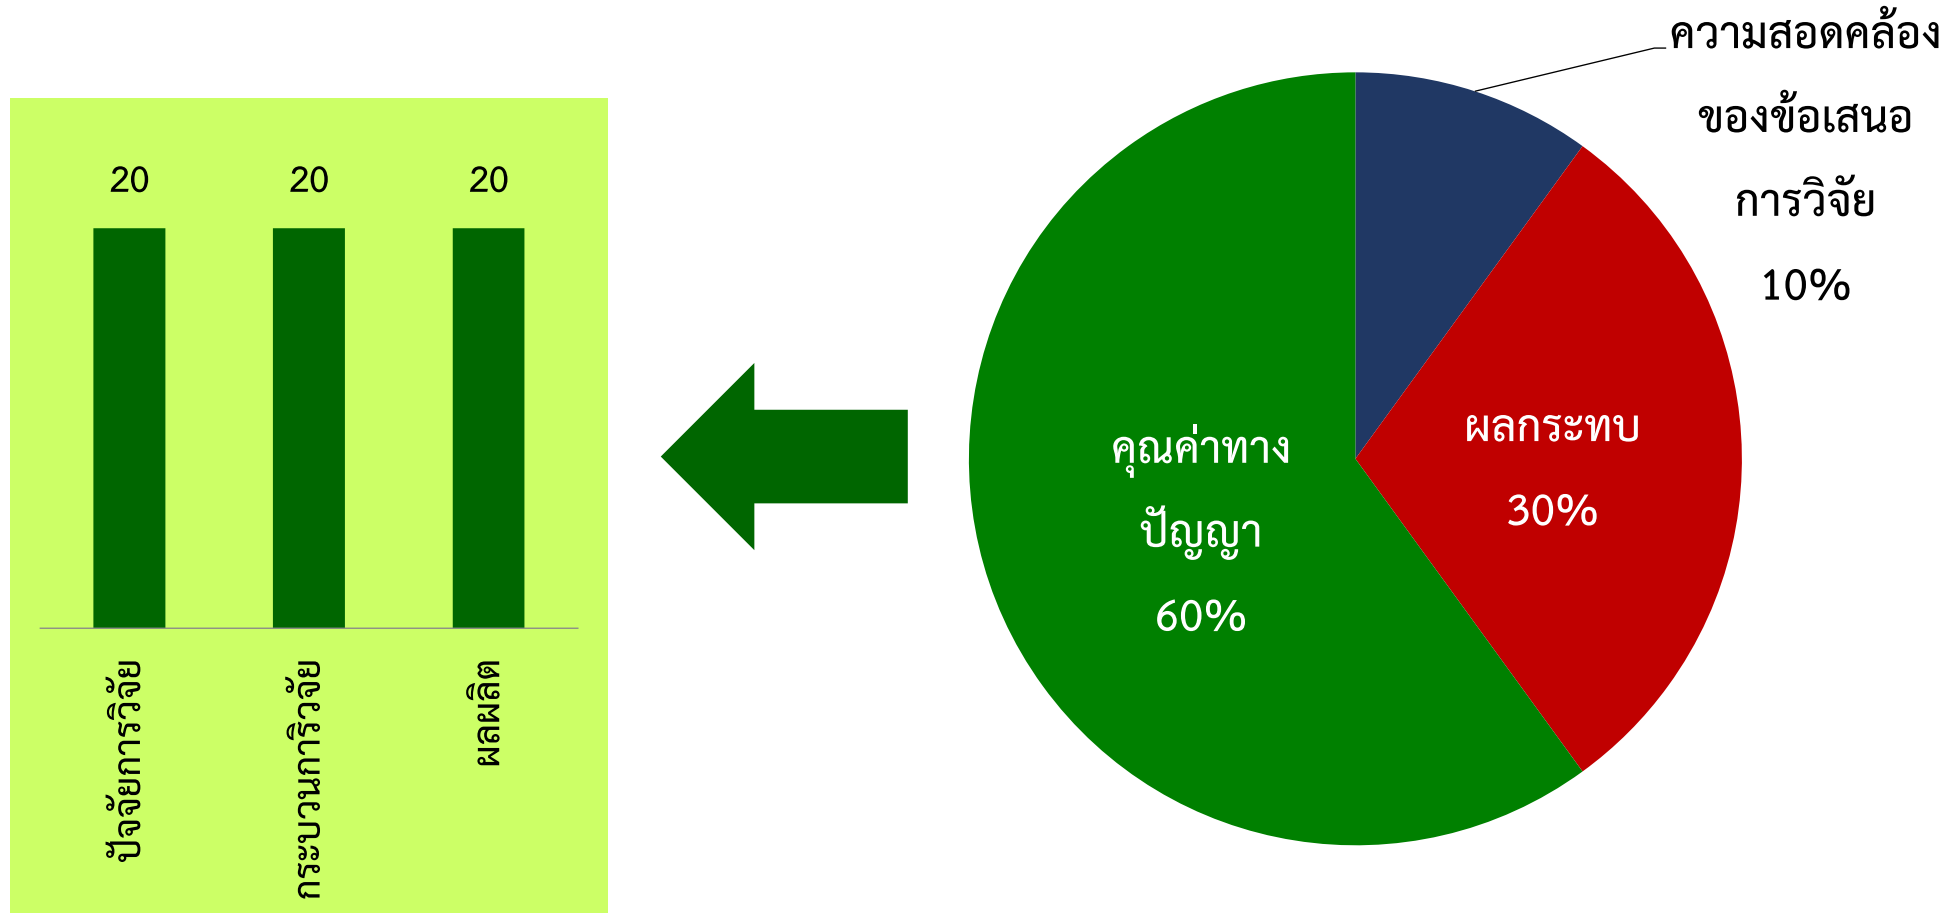 20
20
20
ปัจจัยการวิจัย
กระบวนการิวจัย
ผลผลิต
ความสอดคล้อง
ของข้อเสนอ
การวิจัย
10%
ผลกระทบ
30%
คุณค่าทาง
ปัญญา
60%